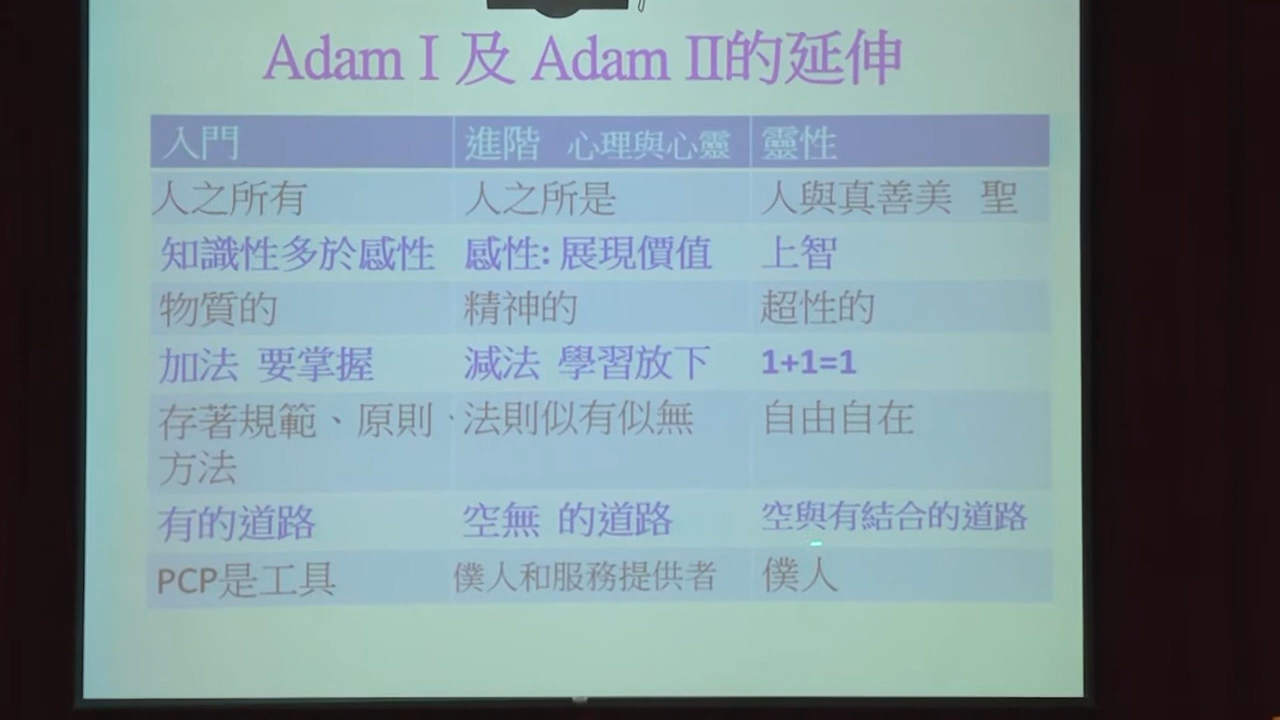 Adam I 及 Adam II的延伸
入門 進階 心理與心靈 靈性
人之所有 人之所是 人與真善美 聖
知識性多於感性 感性: 展現價值 上智
物質的 精神的 超性的
加法 要掌握 減法 學習放下 1+1=1
存著規範、原則、 法則似有似無 自由自在
方法
有的道路 空無 的道路 空與有結合的道路
PCP是工具 僕人和服務提供者 僕人